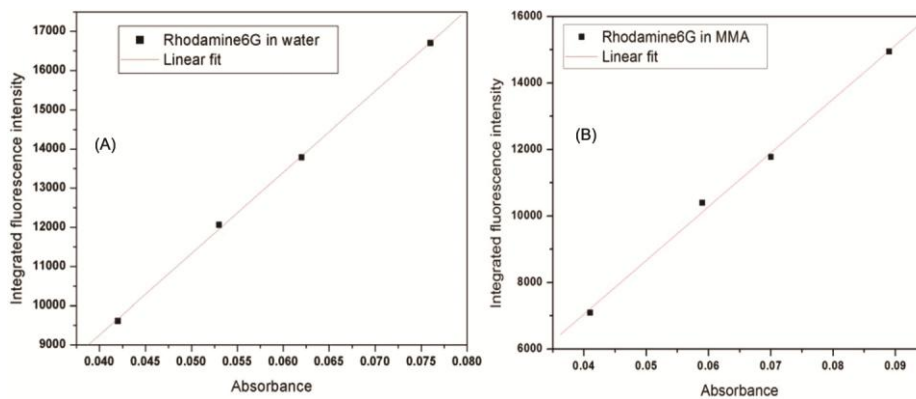 Rhodamine6G in water
Linear fit
(A)
17000
16000
15000
14000
13000
12000
11000
10000
9000
Integrated fluorescence intensity
0.040 0.045 0.050 0.055 0.060 0.065 0.070 0.075 0.080
Absorbance
Rhodamine6G in MMA
Linear fit
(B)
16000
14000
12000
10000
8000
6000
Integrated fluorescence intensity
0.04 0.05 0.06 0.07 0.08 0.09
Absorbance